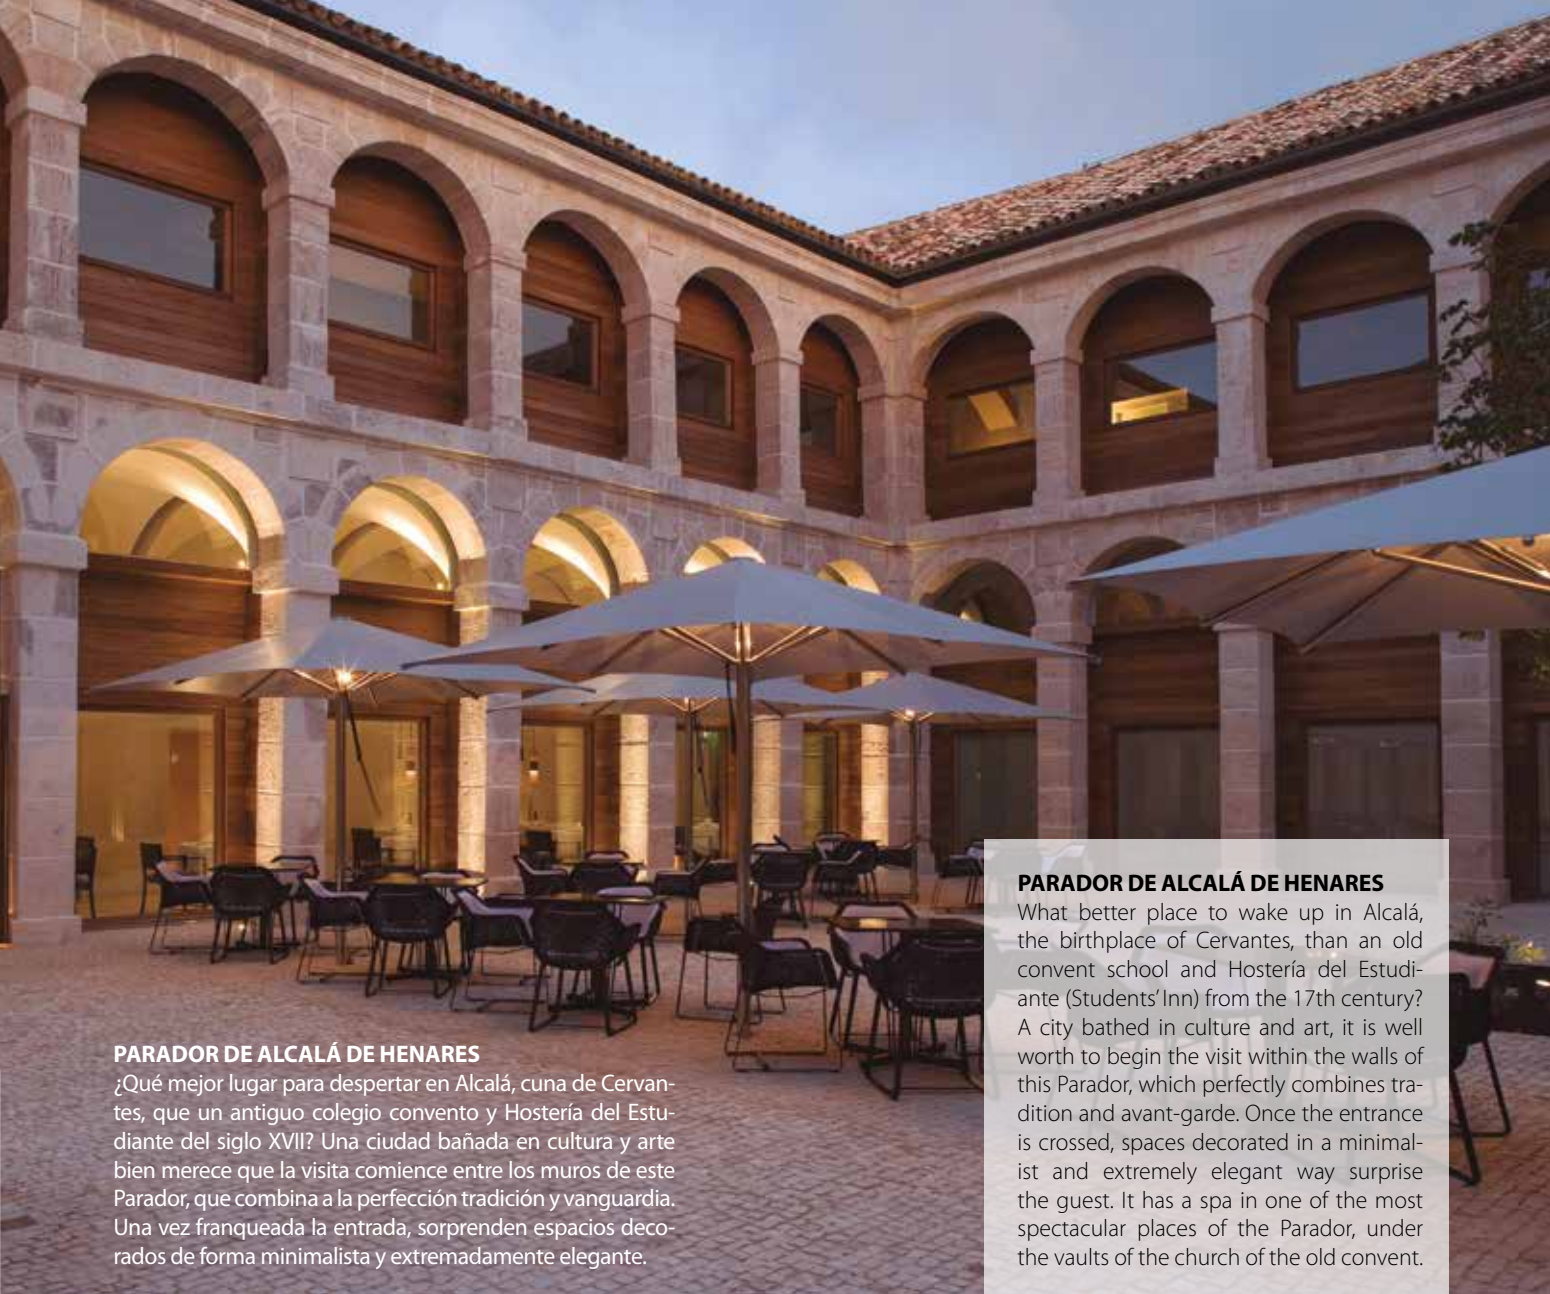 PARADOR DE ALCALÁ DE HENARES
¿Qué mejor lugar para despertar en Alcalá, cuna de Cervan-
tes, que un antiguo colegio convento y Hostería del Estu-
diante del siglo XVII? Una ciudad bañada en cultura y arte
bien merece que la visita comience entre los muros de este
Parador, que combina a la perfección tradición y vanguardia.
Una vez franqueada la entrada, sorprenden espacios deco-
rados de forma minimalista y extremadamente elegante.
PARADOR DE ALCALÁ DE HENARES
What better place to wake up in Alcalá,
the birthplace of Cervantes, than an old
convent school and Hostería del Estudi-
ante (Students' Inn) from the 17th century?
A city bathed in culture and art, it is well
worth to begin the visit within the walls of
this Parador, which perfectly combines tra-
dition and avant-garde. Once the entrance
is crossed, spaces decorated in a minimal-
ist and extremely elegant way surprise
the guest. It has a spa in one of the most
spectacular places of the Parador, under
the vaults of the church of the old convent.